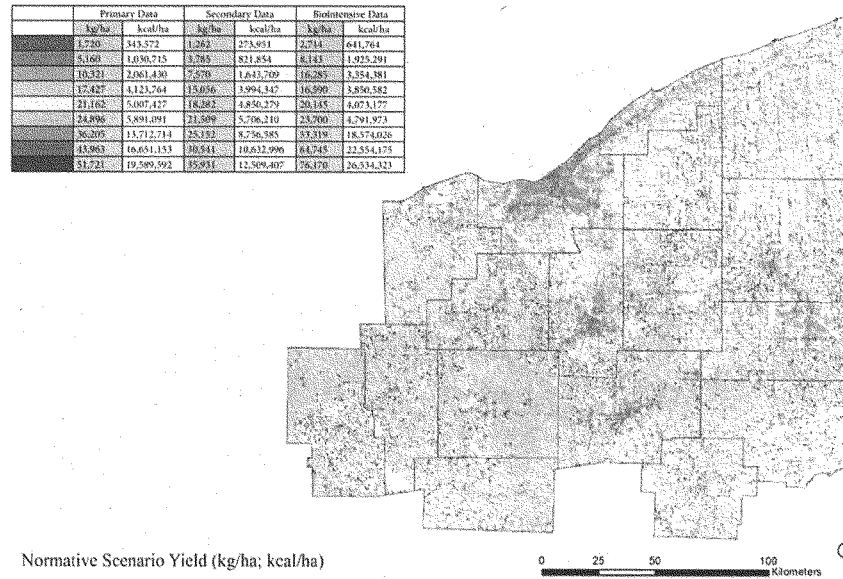 Primary Data Secondary Data Biointensive Data
kg/ha kcal/ha kg/ha kcal/ha kg/ha kcal/ha
1,720 343,572 1,262 273,951 2,714 641,764
5,160 1,030,715 3,785 821,854 8,143 1,925,291
10,321 2,061,430 7,570 1,643,709 16,285 3,354,381
17,427 4,123,764 15,056 3,994,347 16,590 3,850,582
21,162 5,007,427 18,282 4,850,279 20,145 4,073,177
24,896 5,891,091 21,509 5,706,210 23,700 4,791,973
36,205 13,712,714 25,152 8,756,585 53,319 18,574,026
43,963 16,651,153 30,541 10,632,996 64,745 22,554,175
51,721 19,589,592 35,931 12,509,407 76,170 26,534,323
Normative Scenario Yield (kg/ha; kcal/ha)
0 25 50 100
Kilometers